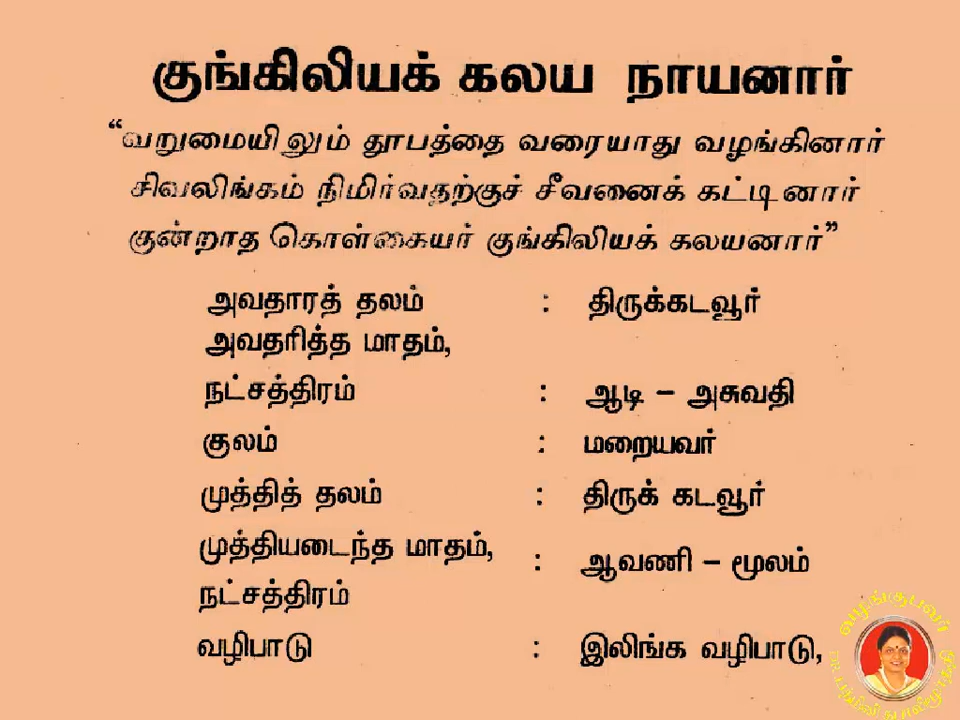 குங்கிலியக் கலய நாயனார்
“வறுமையிலும் தூபத்தை வரையாது வழங்கினார்
சிவலிங்கம் நிமிர்வதற்குச் சீவனைக் கட்டினார்
குன்றாத கொள்கையர் குங்கிலியக் கலயனார்”
அவதாரத் தலம் : திருக்கடவூர்
அவதரித்த மாதம்,
நட்சத்திரம் : ஆடி – அசுவதி
குலம் : மறையவர்
முத்தித் தலம் : திருக் கடவூர்
முத்தியடைந்த மாதம்,
நட்சத்திரம் : ஆவணி – மூலம்
வழிபாடு : இலிங்க வழிபாடு,
வழங்குபவர்